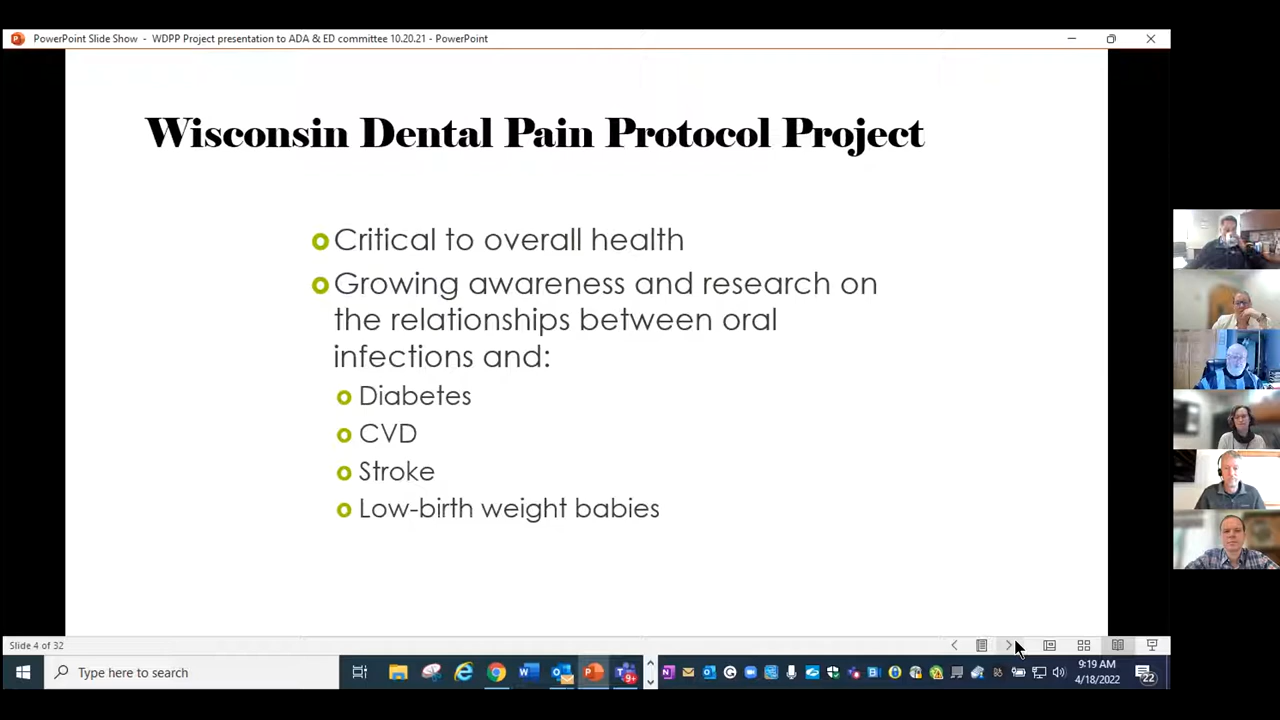 PowerPoint Slide Show - WDPP Project presentation to ADA & ED committee 10.20.21 - PowerPoint
Wisconsin Dental Pain Protocol Project
Critical to overall health
Growing awareness and research on
the relationships between oral
infections and:
Diabetes
CVD
Stroke
Low-birth weight babies
Slide 4 of 32
Type here to search
9:19 AM
4/18/2022
22